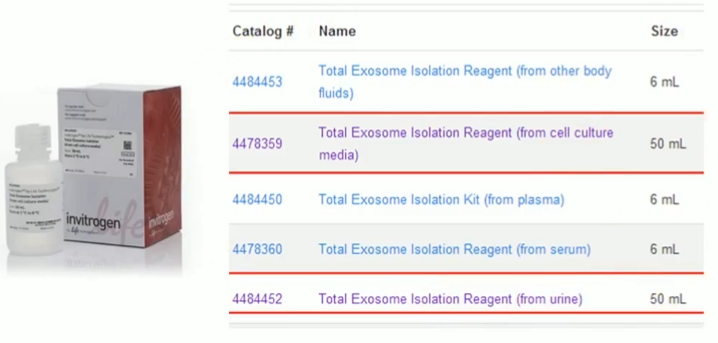 Catalog # Name Size
4484453 Total Exosome Isolation Reagent (from other body
fluids) 6 mL
4478359 Total Exosome Isolation Reagent (from cell culture
media) 50 mL
4484450 Total Exosome Isolation Kit (from plasma) 6 mL
4478360 Total Exosome Isolation Reagent (from serum) 6 mL
4484452 Total Exosome Isolation Reagent (from urine) 50 mL
invitrogen
life